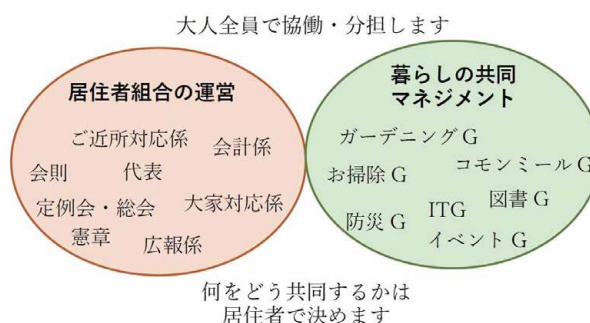 大人全員で協働・分担します
居住者組合の運営
ご近所対応係
会計係
会則
代表
定例会・総会
大家対応係
憲章
広報係
暮らしの共同
マネジメント
ガーデニングG
お掃除G
コモンミールG
図書G
防災G
ITG
イベントG
何をどう共同するかは
居住者で決めます